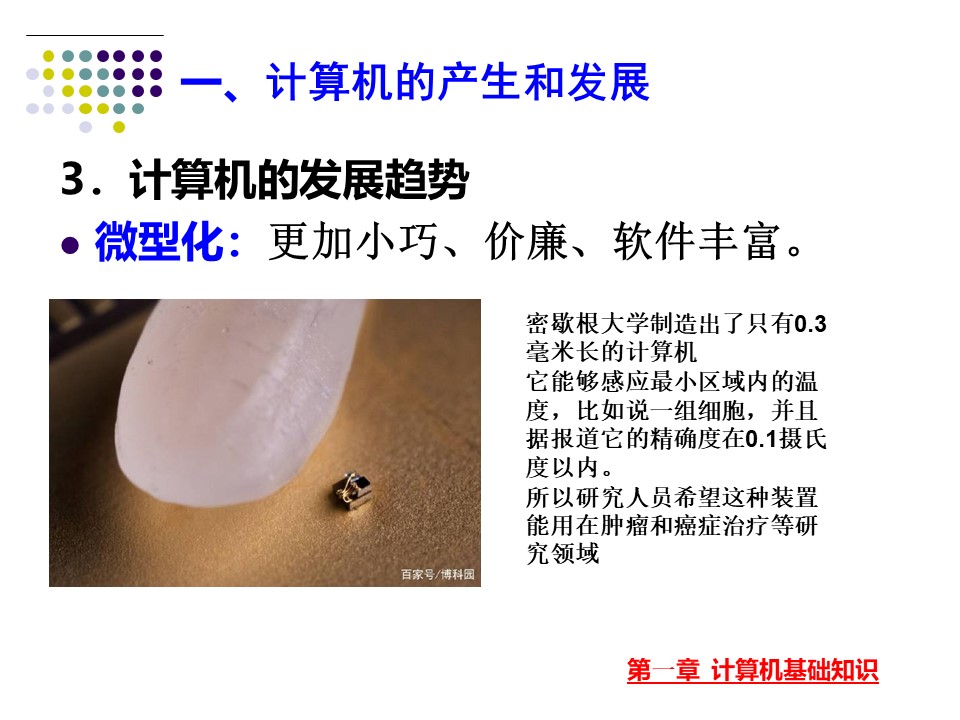 一、计算机的产生和发展
3．计算机的发展趋势
微型化：更加小巧、价廉、软件丰富。
密歇根大学制造出了只有0.3
毫米长的计算机
它能够感应最小区域内的温
度，比如说一组细胞，并且
据报道它的精确度在0.1摄氏
度以内。
所以研究人员希望这种装置
能用在肿瘤和癌症治疗等研
究领域
百家号/博科园
第一章 计算机基础知识